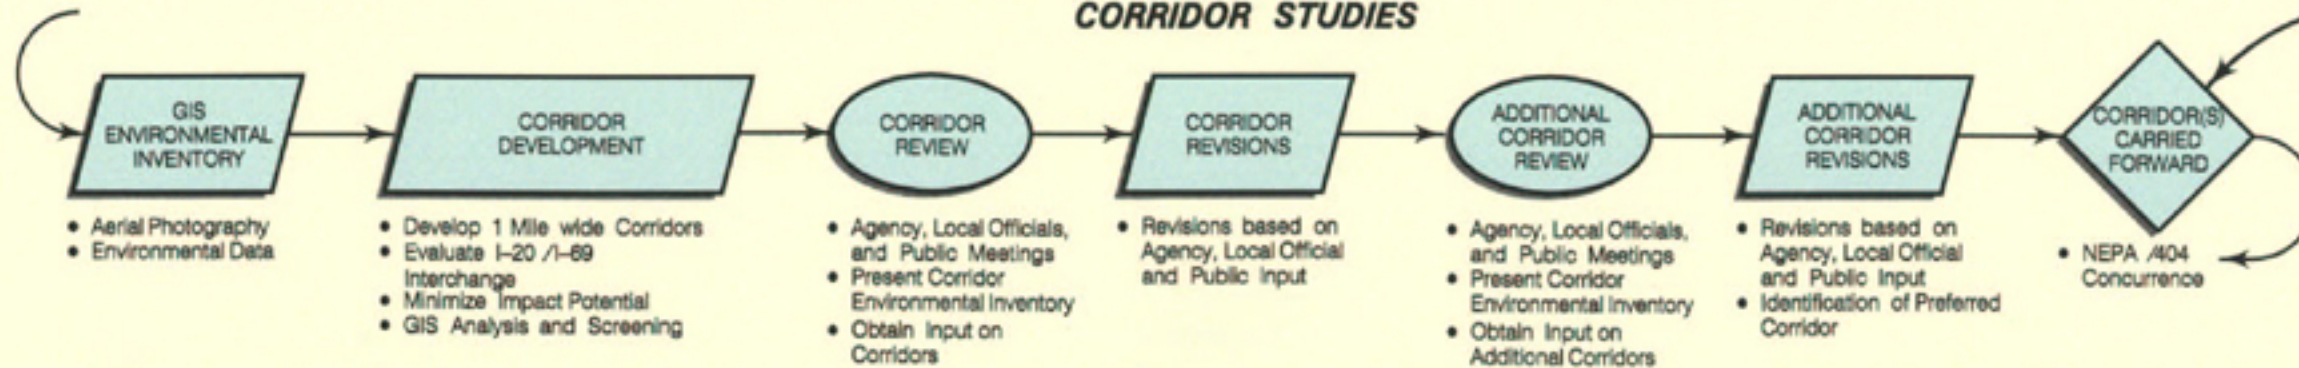 CORRIDOR STUDIES
GIS
ENVIRONMENTAL
INVENTORY
• Aerial Photography
• Environmental Data
CORRIDOR
DEVELOPMENT
• Develop 1 Mile wide Corridors
• Evaluate I-20 /I-69
Interchange
• Minimize Impact Potential
• GIS Analysis and Screening
CORRIDOR
REVIEW
• Agency, Local Officials,
and Public Meetings
• Present Corridor
Environmental Inventory
• Obtain Input on
Corridors
CORRIDOR
REVISIONS
• Revisions based on
Agency, Local Official
and Public Input
ADDITIONAL
CORRIDOR
REVIEW
• Agency, Local Officials,
and Public Meetings
• Present Corridor
Environmental Inventory
• Obtain Input on
Additional Corridors
ADDITIONAL
CORRIDOR
REVISIONS
• Revisions based on
Agency, Local Official
and Public Input
• Identification of Preferred
Corridor
CORRIDOR(S)
CARRIED
FORWARD
• NEPA /404
Concurrence